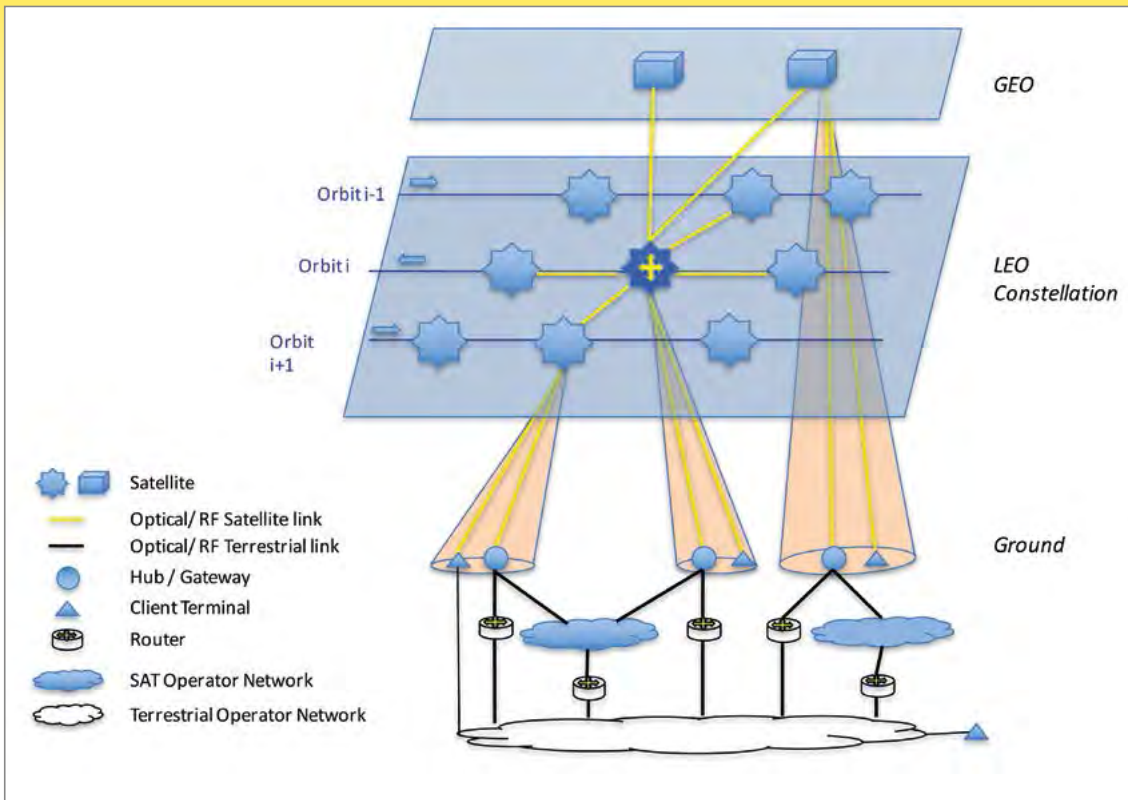 GEO
Orbit i-1
Orbit i
LEO
Constellation
Orbit
i+1
Satellite
Optical/ RF Satellite link
Optical/ RF Terrestrial link
Hub / Gateway
Client Terminal
Router
SAT Operator Network
Terrestrial Operator Network
Ground